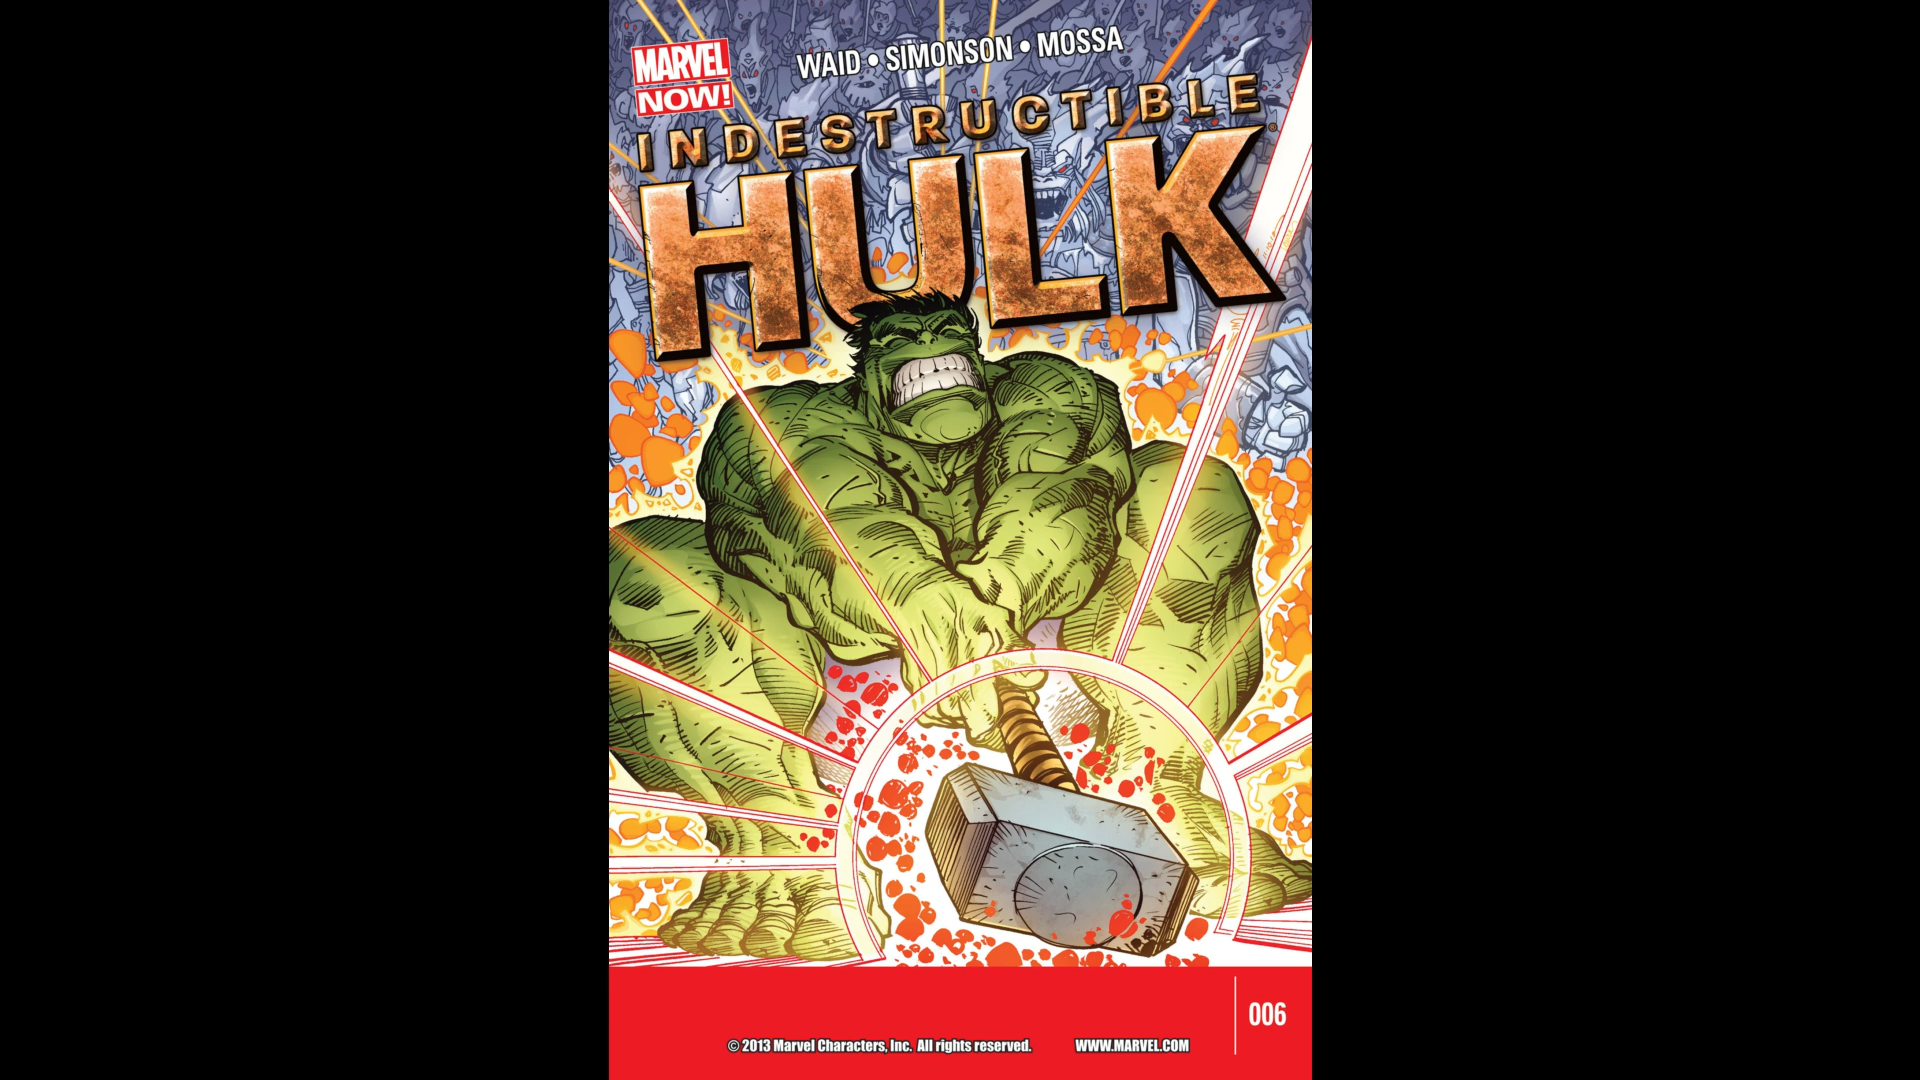 MARVEL
NOW!
WAID • SIMONSON • MOSSA
INDESTRUCTIBLE
HULK®
006
© 2013 Marvel Characters, Inc. All rights reserved. WWW.MARVEL.COM